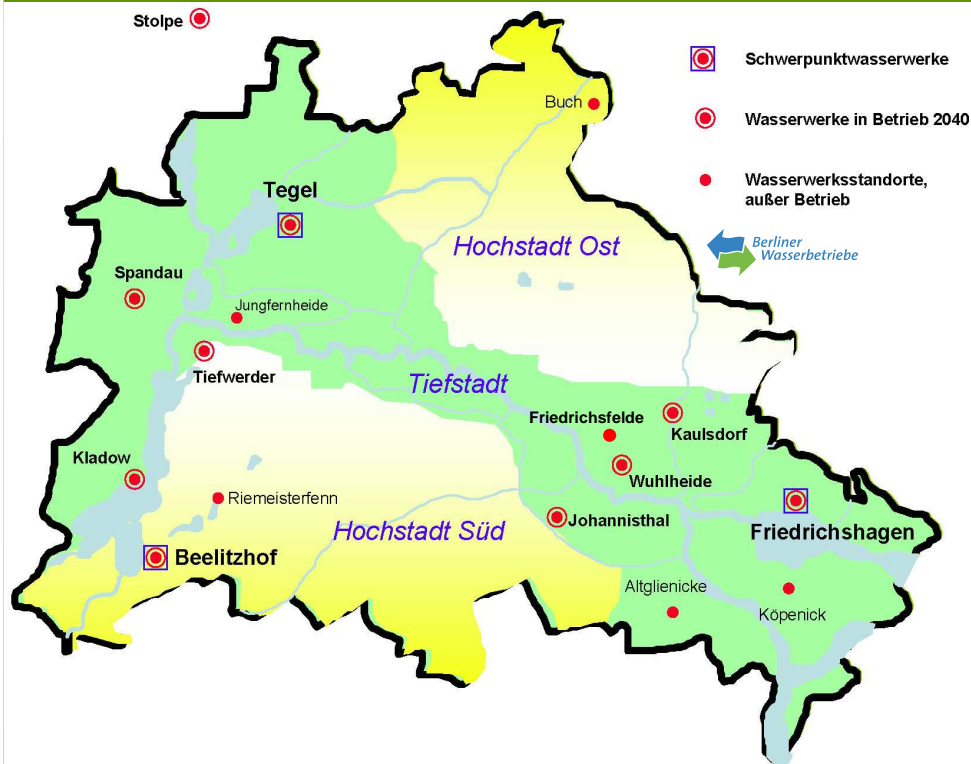 Stolpe
Schwerpunktwasserwerke
Buch
Wasserwerke in Betrieb 2040
Wasserwerksstandorte,
außer Betrieb
Tegel
Hochstadt Ost
Berliner
Wasserbetriebe
Spandau
Jungfernheide
Tiefwerder
Tiefstadt
Friedrichsfelde
Kaulsdorf
Kladow
Wuhlheide
Riemeisterfenn
Johannisthal
Hochstadt Süd
Friedrichshagen
Beelitzhof
Altglienicke
Köpenick